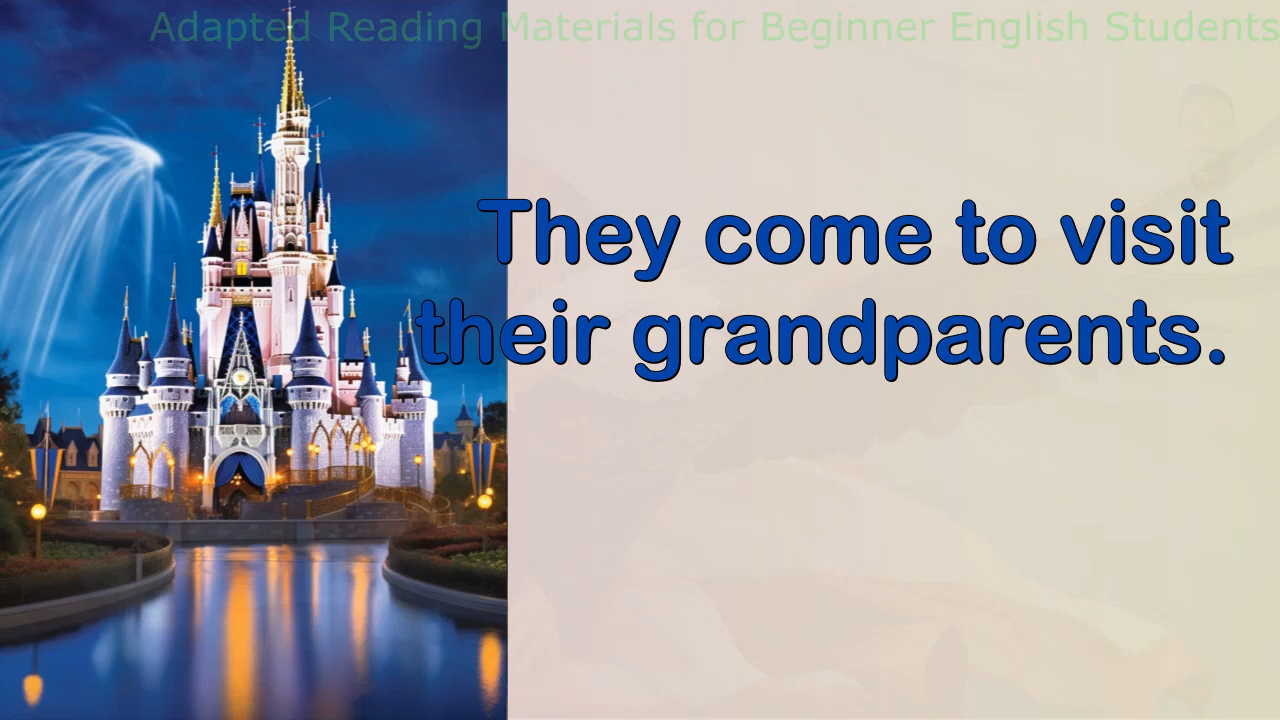 Adapted Reading Materials for Beginner English Students
They come to visit
their grandparents.